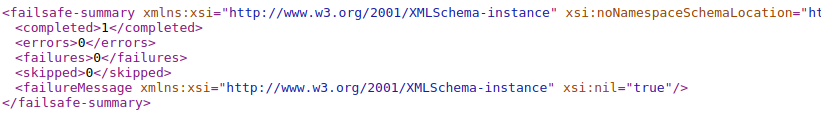 <failsafe-summary xmlns:xsi="http://www.w3.org/2001/XMLSchema-instance" xsi:noNamespaceSchemaLocation="ht
<completed>1</completed>
<errors>0</errors>
<failures>0</failures>
<skipped>0</skipped>
<failureMessage xmlns:xsi="http://www.w3.org/2001/XMLSchema-instance" xsi:nil="true"/>
</failsafe-summary>